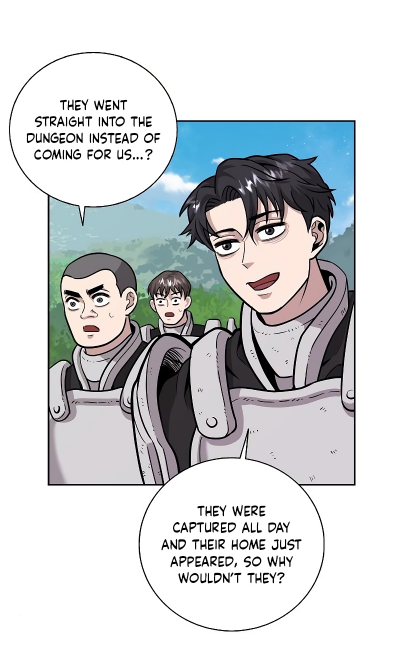 THEY WENT
STRAIGHT INTO THE
DUNGEON INSTEAD OF
COMING FOR US...?
THEY WERE
CAPTURED ALL DAY
AND THEIR HOME JUST
APPEARED, SO WHY
WOULDN'T THEY?